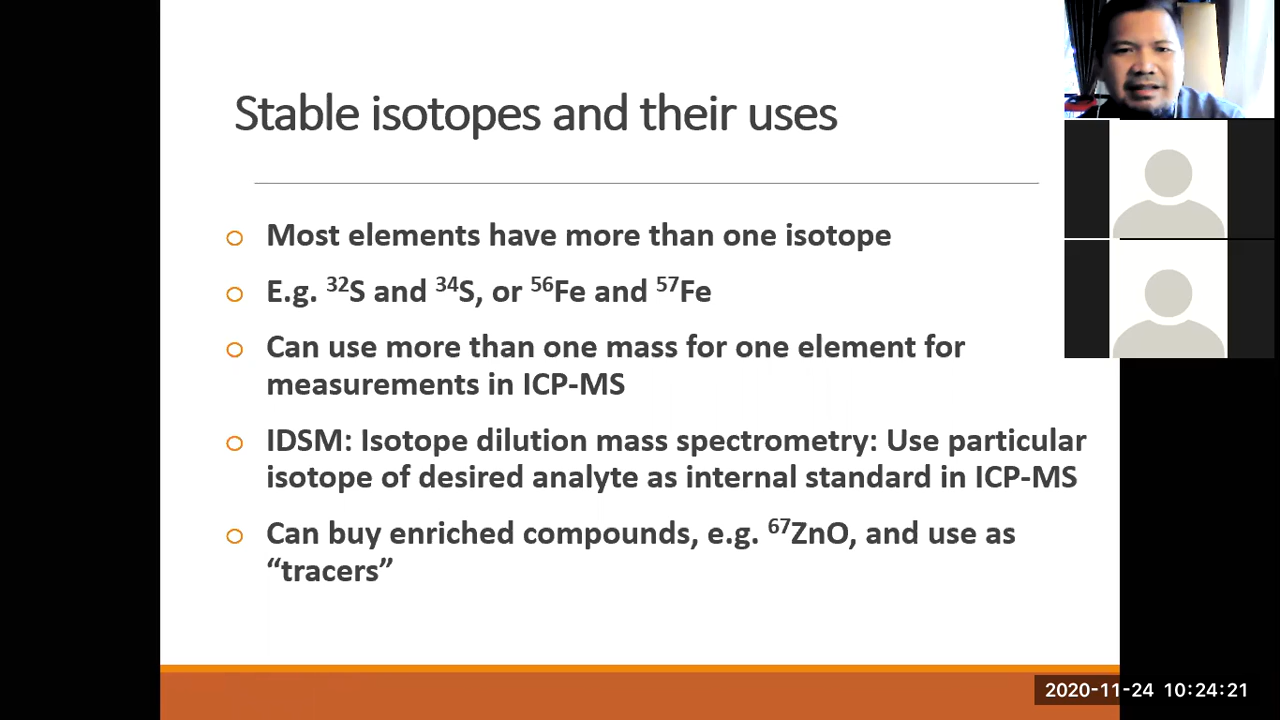 Stable isotopes and their uses
o Most elements have more than one isotope
o E.g. ³²S and ³⁴S, or ⁵⁶Fe and ⁵⁷Fe
o Can use more than one mass for one element for
measurements in ICP-MS
o IDSM: Isotope dilution mass spectrometry: Use particular
isotope of desired analyte as internal standard in ICP-MS
o Can buy enriched compounds, e.g. ⁶⁷ZnO, and use as
“tracers”
2020-11-24 10:24:21